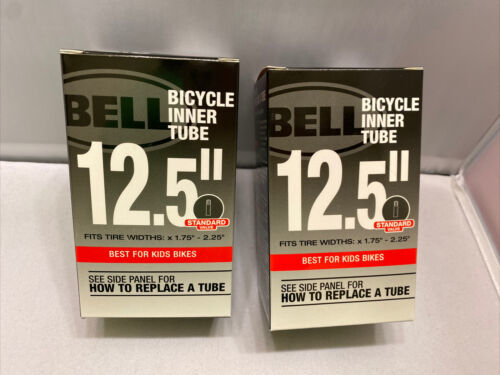 BELL
BICYCLE
INNER
TUBE
12.5"
STANDARD
VALVE
FITS TIRE WIDTHS: x 1.75" - 2.25"
BEST FOR KIDS BIKES
SEE SIDE PANEL FOR
HOW TO REPLACE A TUBE
BELL
BICYCLE
INNER
TUBE
12.5"
STANDARD
VALVE
FITS TIRE WIDTHS: x 1.75" - 2.25"
BEST FOR KIDS BIKES
SEE SIDE PANEL FOR
HOW TO REPLACE A TUBE